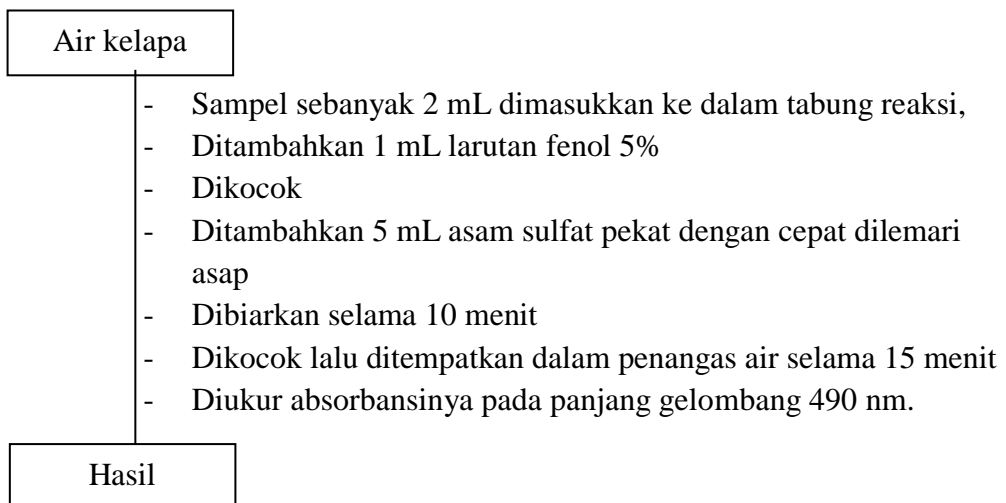 Air kelapa
- Sampel sebanyak 2 mL dimasukkan ke dalam tabung reaksi,
- Ditambahkan 1 mL larutan fenol 5%
- Dikocok
- Ditambahkan 5 mL asam sulfat pekat dengan cepat dilemari
asap
- Dibiarkan selama 10 menit
- Dikocok lalu ditempatkan dalam penangas air selama 15 menit
- Diukur absorbansinya pada panjang gelombang 490 nm.
Hasil